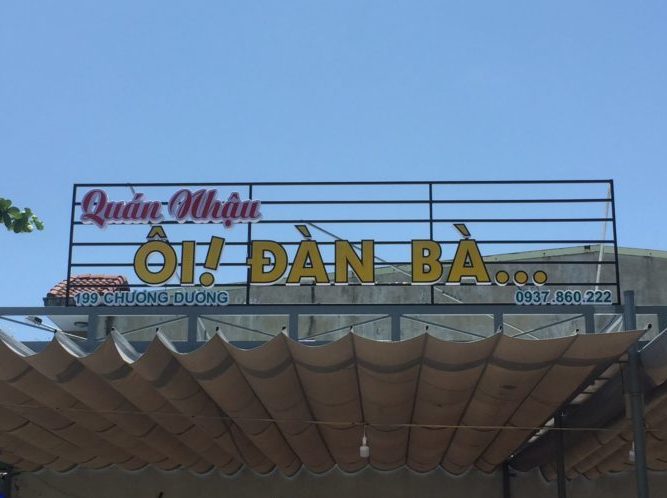 Quán Nhậu
ÔI! ĐÀN BÀ...
199 CHƯƠNG DƯƠNG
0937.860.222